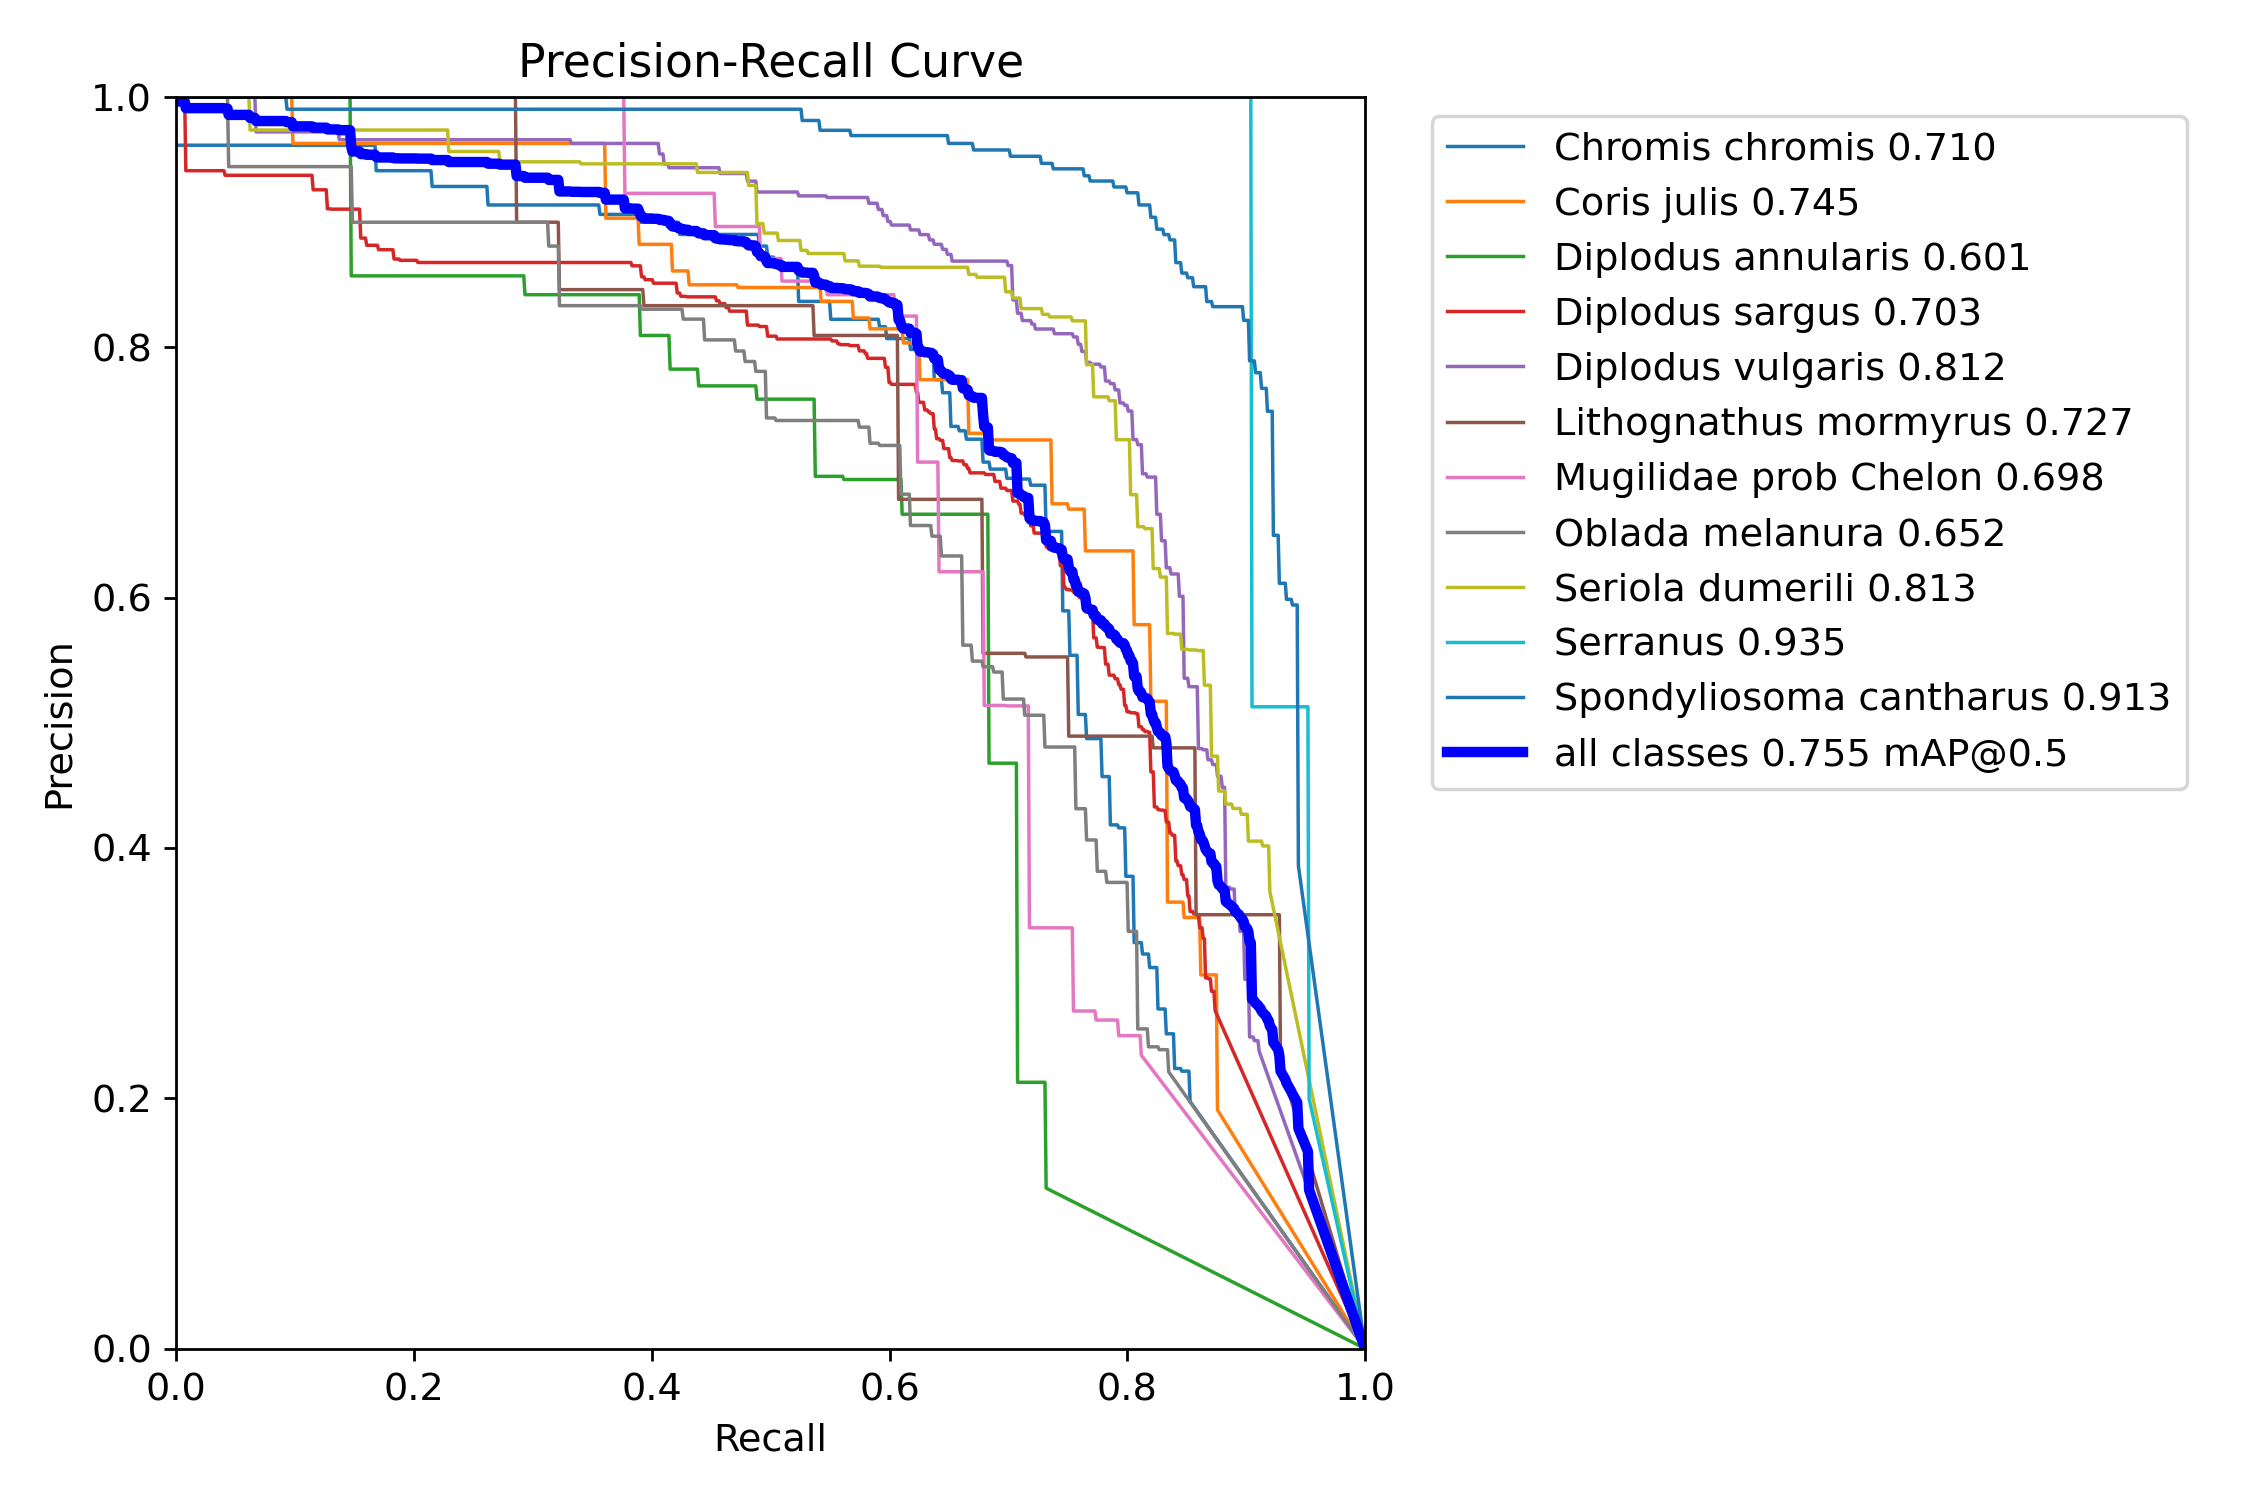 Precision-Recall Curve
1.0
0.8
0.6
0.4
0.2
0.0
Precision
0.0 0.2 0.4 0.6 0.8 1.0
Recall
Chromis chromis 0.710
Coris julis 0.745
Diplodus annularis 0.601
Diplodus sargus 0.703
Diplodus vulgaris 0.812
Lithognathus mormyrus 0.727
Mugilidae prob Chelon 0.698
Oblada melanura 0.652
Seriola dumerili 0.813
Serranus 0.935
Spondyliosoma cantharus 0.913
all classes 0.755 mAP@0.5